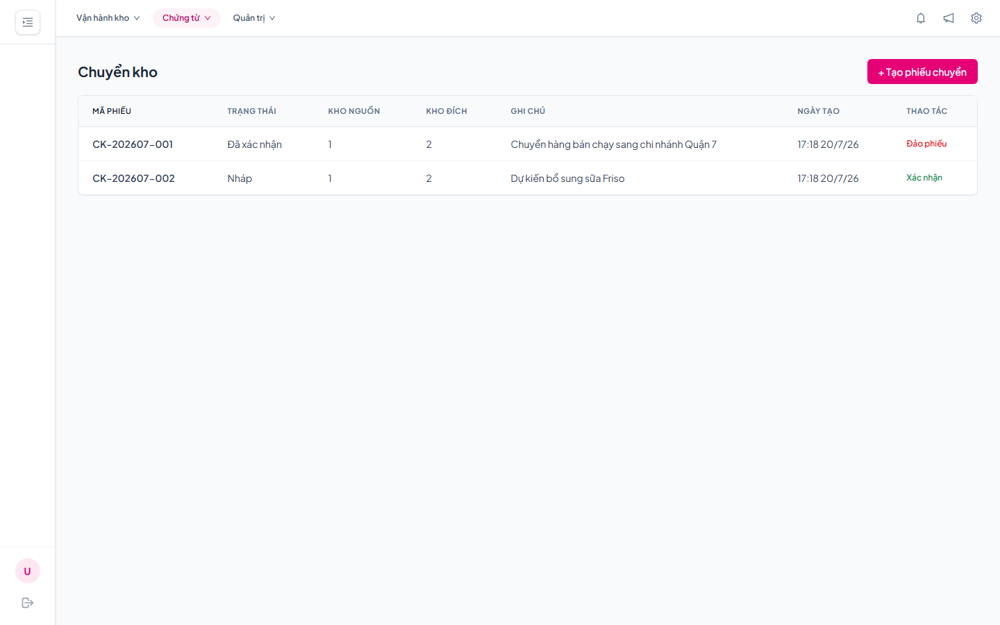 Vận hành kho
Chứng từ
Quản trị
Chuyển kho
+ Tạo phiếu chuyển
MÃ PHIẾU TRẠNG THÁI KHO NGUỒN KHO ĐÍCH GHI CHÚ NGÀY TẠO THAO TÁC
CK-202607-001 Đã xác nhận 1 2 Chuyển hàng bán chạy sang chi nhánh Quận 7 17:18 20/7/26 Đảo phiếu
CK-202607-002 Nháp 1 2 Dự kiến bổ sung sữa Friso 17:18 20/7/26 Xác nhận
U